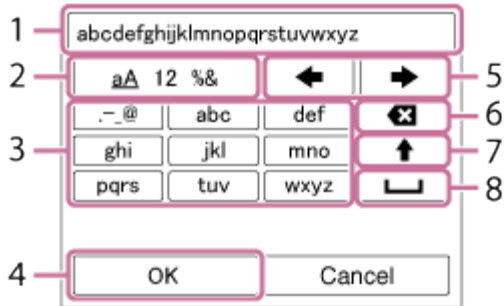 1 abcdefghijklmnopqrstuvwxyz
2 aA 12 %& 5
.-_@ abc def 6
3 ghi jkl mno 7
pqrs tuv wxyz 8
4 OK Cancel